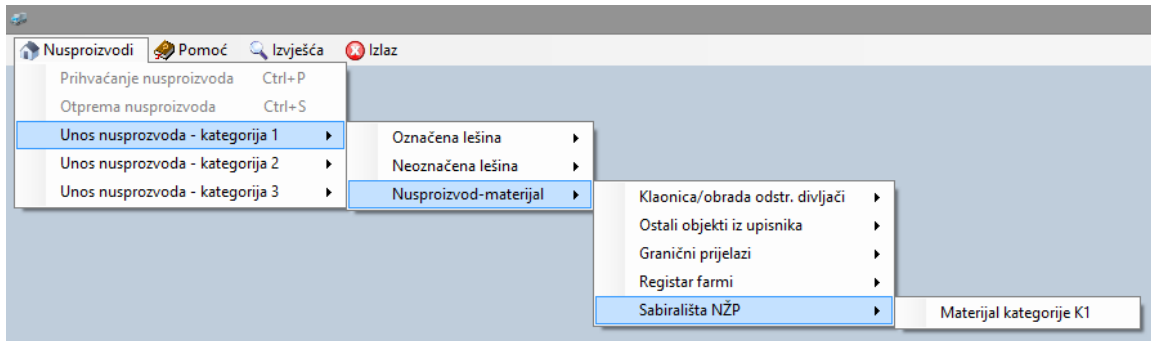 Nusproizvodi Pomoć Izvješća Izlaz
Prihvaćanje nusproizvoda Ctrl+P
Otprema nusproizvoda Ctrl+S
Unos nusprozvoda - kategorija 1
Unos nusprozvoda - kategorija 2
Unos nusprozvoda - kategorija 3
Označena lešina
Neoznačena lešina
Nusproizvod-materijal
Klaonica/obrada odstr. divljači
Ostali objekti iz upisnika
Granični prijelazi
Registar farmi
Sabirališta NŽP
Materijal kategorije K1